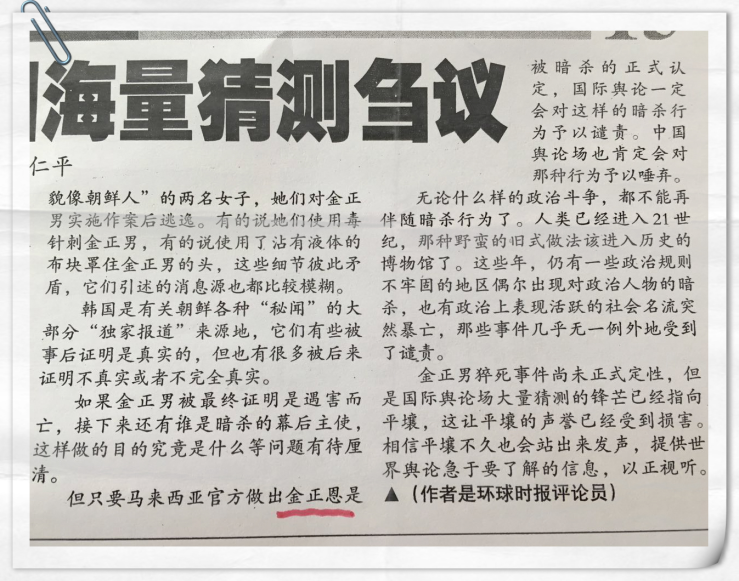 海量猜测刍议
仁平
貌像朝鲜人”的两名女子，她们对金正
男实施作案后逃逸。有的说她们使用毒
针刺金正男，有的说使用了沾有液体的
布块罩住金正男的头，这些细节彼此矛
盾，它们引述的消息源也都比较模糊。
韩国是有关朝鲜各种“秘闻”的大
部分“独家报道”来源地，它们有些被
事后证明是真实的，但也有很多被后来
证明不真实或者不完全真实。
如果金正男被最终证明是遇害而
亡，接下来还有谁是暗杀的幕后主使，
这样做的目的究竟是什么等问题有待厘
清。
但只要马来西亚官方做出金正恩是
被暗杀的正式认
定，国际舆论一定
会对这样的暗杀行
为予以谴责。中国
舆论场也肯定会对
那种行为予以唾弃。
无论什么样的政治斗争，都不能再
伴随暗杀行为了。人类已经进入21世
纪，那种野蛮的旧式做法该进入历史的
博物馆了。这些年，仍有一些政治规则
不牢固的地区偶尔出现对政治人物的暗
杀，也有政治上表现活跃的社会名流突
然暴亡，那些事件几乎无一例外地受到
了谴责。
金正男猝死事件尚未正式定性，但
是国际舆论场大量猜测的锋芒已经指向
平壤，这让平壤的声誉已经受到损害。
相信平壤不久也会站出来发声，提供世
界舆论急于要了解的信息，以正视听。
▲（作者是环球时报评论员）